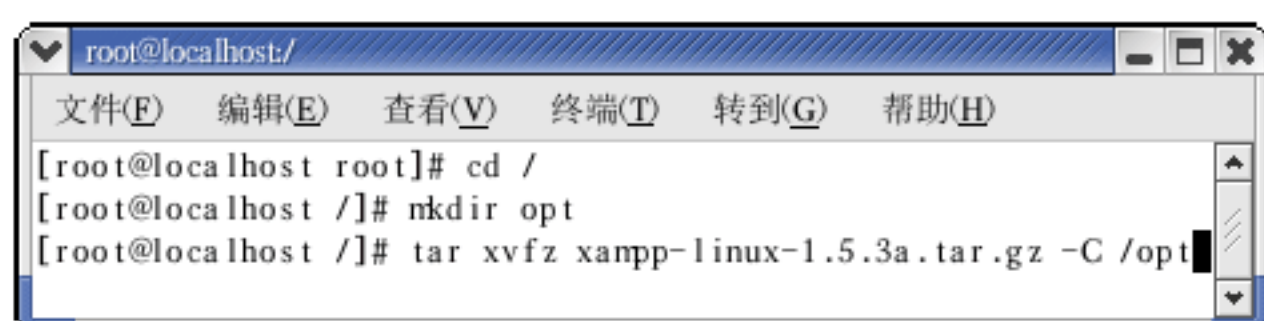 root@localhost:/
文件(F) 编辑(E) 查看(V) 终端(T) 转到(G) 帮助(H)
[root@localhost root]# cd /
[root@localhost /]# mkdir opt
[root@localhost /]# tar xvfz xampp-linux-1.5.3a.tar.gz -C /opt